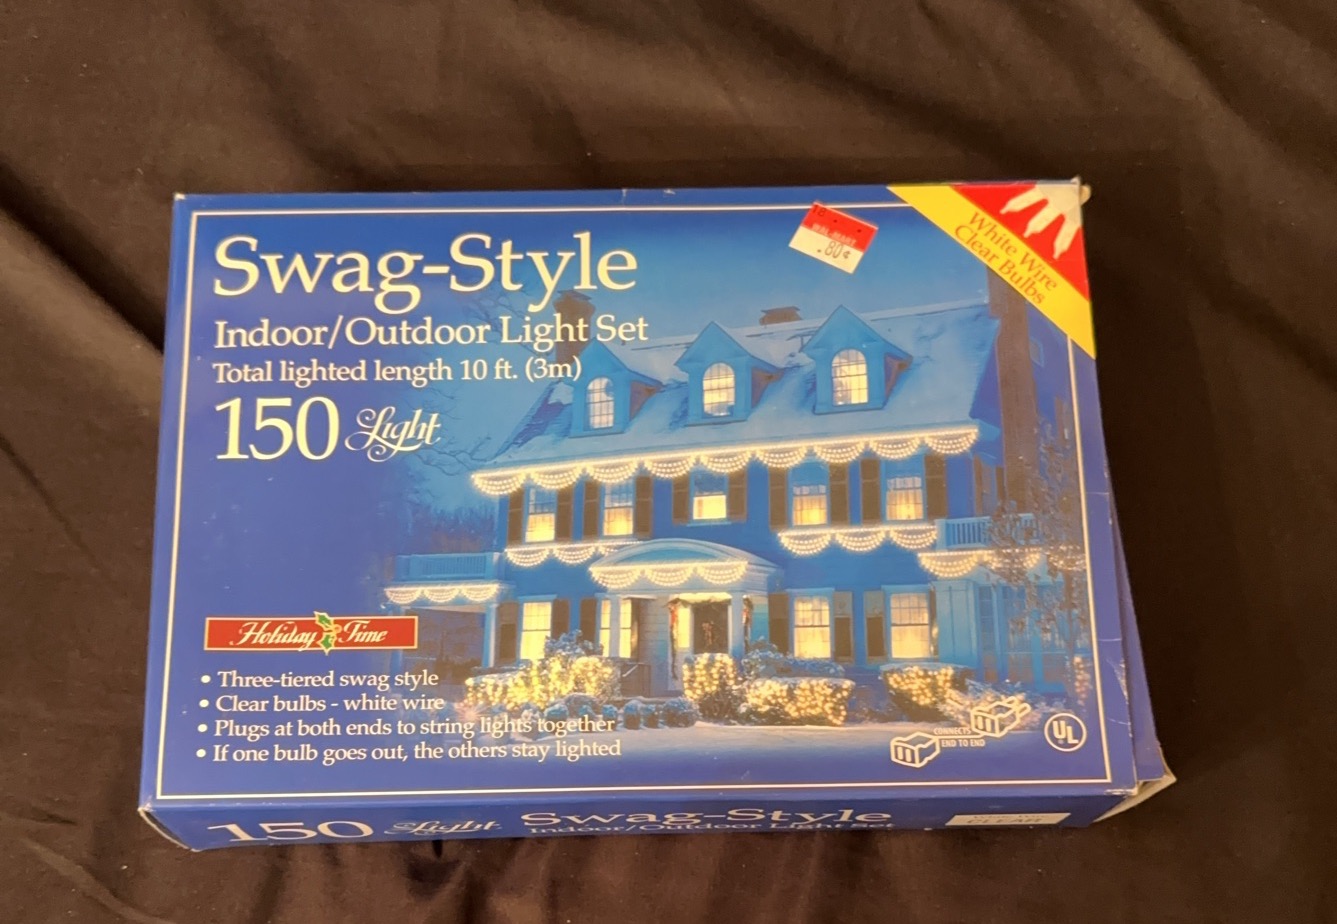 Swag-Style
Indoor/Outdoor Light Set
Total lighted length 10 ft. (3m)
150 Light
WAL-MART
.80¢
White Wire
Clear Bulbs
Holiday Time
• Three-tiered swag style
• Clear bulbs - white wire
• Plugs at both ends to string lights together
• If one bulb goes out, the others stay lighted
CONNECTS
END TO END
UL
150 Light Swag-Style
Indoor/Outdoor Light Set
CLEAR